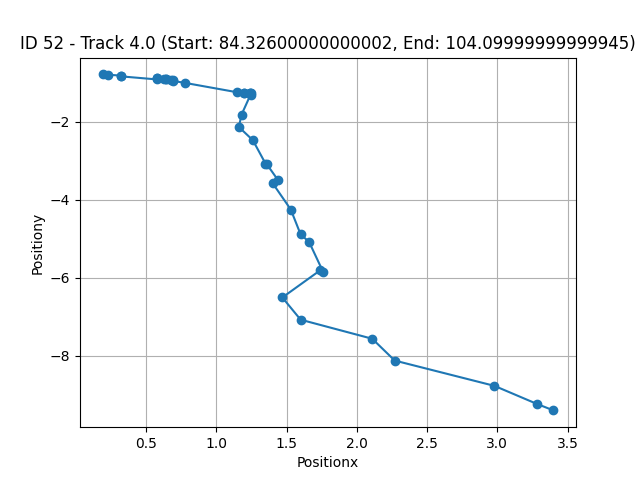 ID 52 - Track 4.0 (Start: 84.32600000000002, End: 104.09999999999945)
−2
−4
−6
−8
Positiony
0.5 1.0 1.5 2.0 2.5 3.0 3.5
Positionx